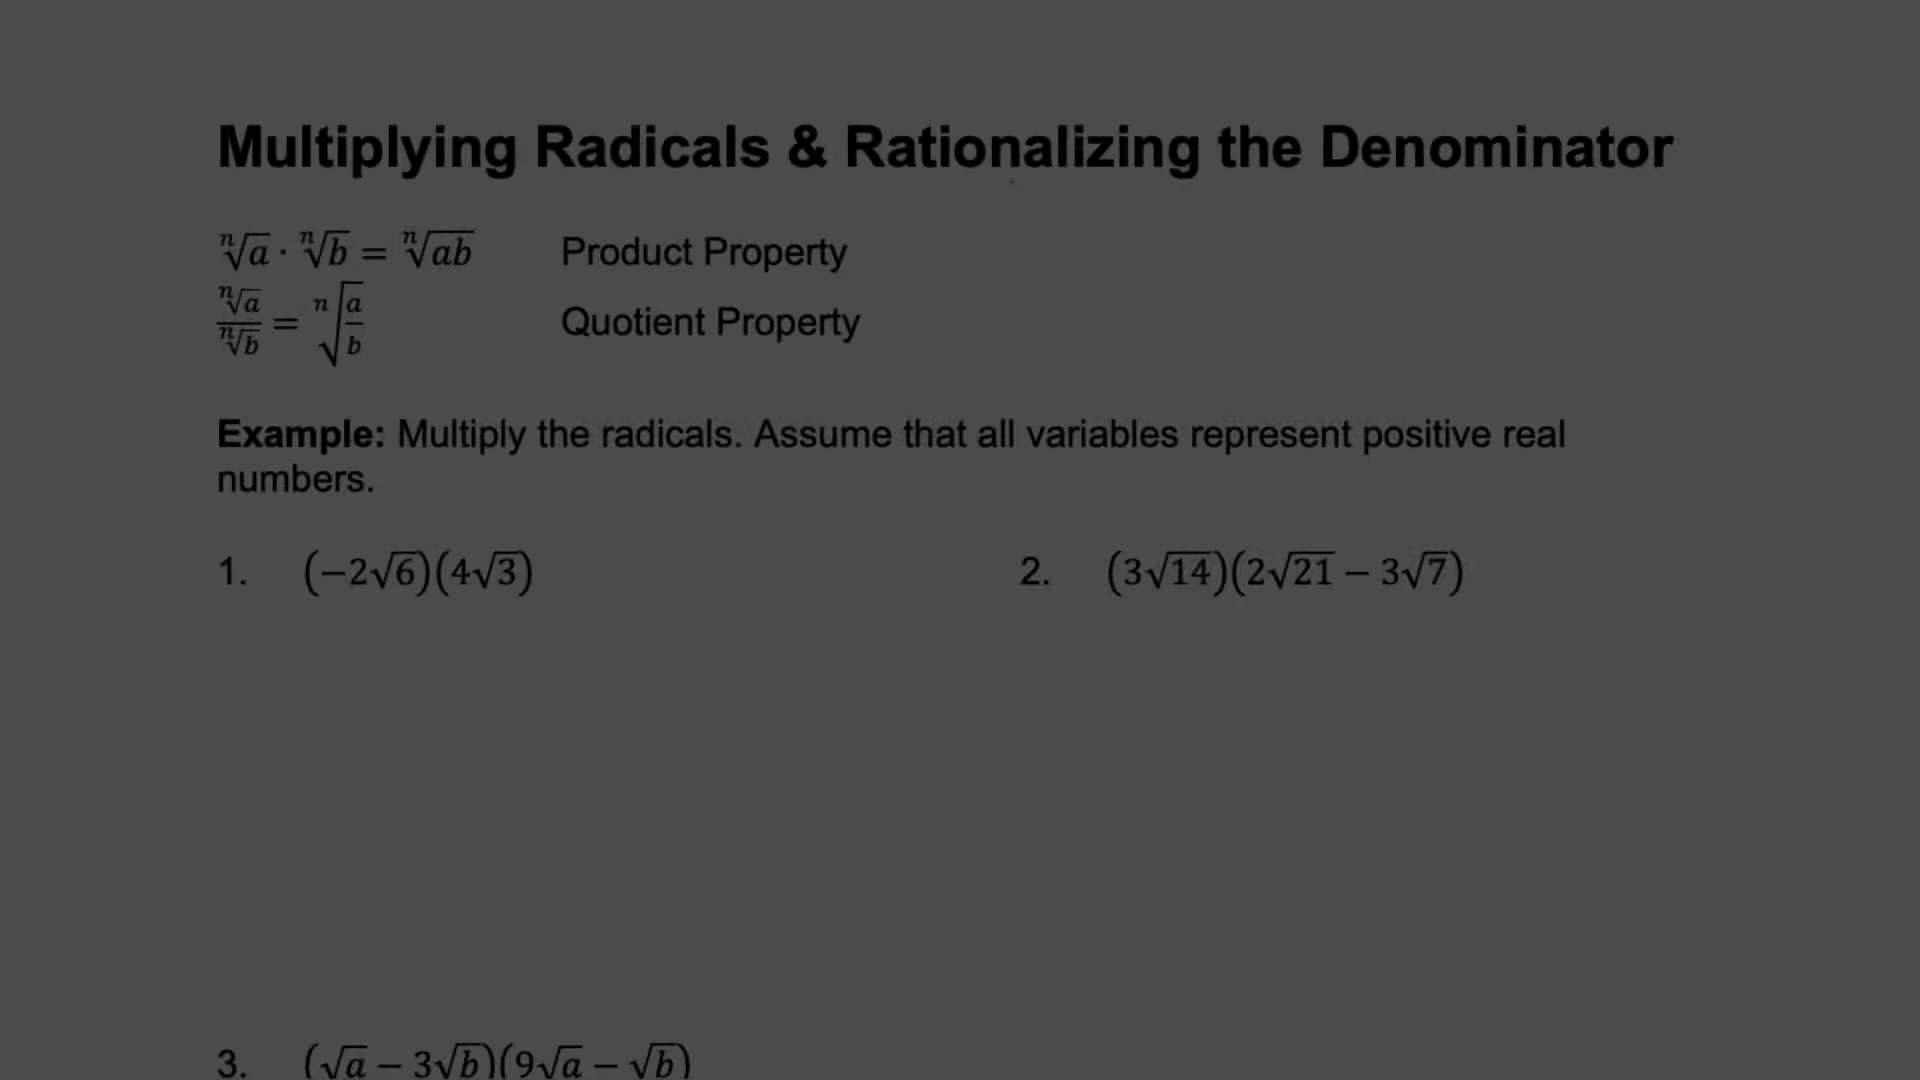 Multiplying Radicals & Rationalizing the Denominator
ⁿ√a · ⁿ√b = ⁿ√ab Product Property
ⁿ√a / ⁿ√b = ⁿ√(a/b) Quotient Property
Example: Multiply the radicals. Assume that all variables represent positive real
numbers.
1. (−2√6)(4√3) 2. (3√14)(2√21 − 3√7)
3. (√a − 3√b)(9√a − √b)